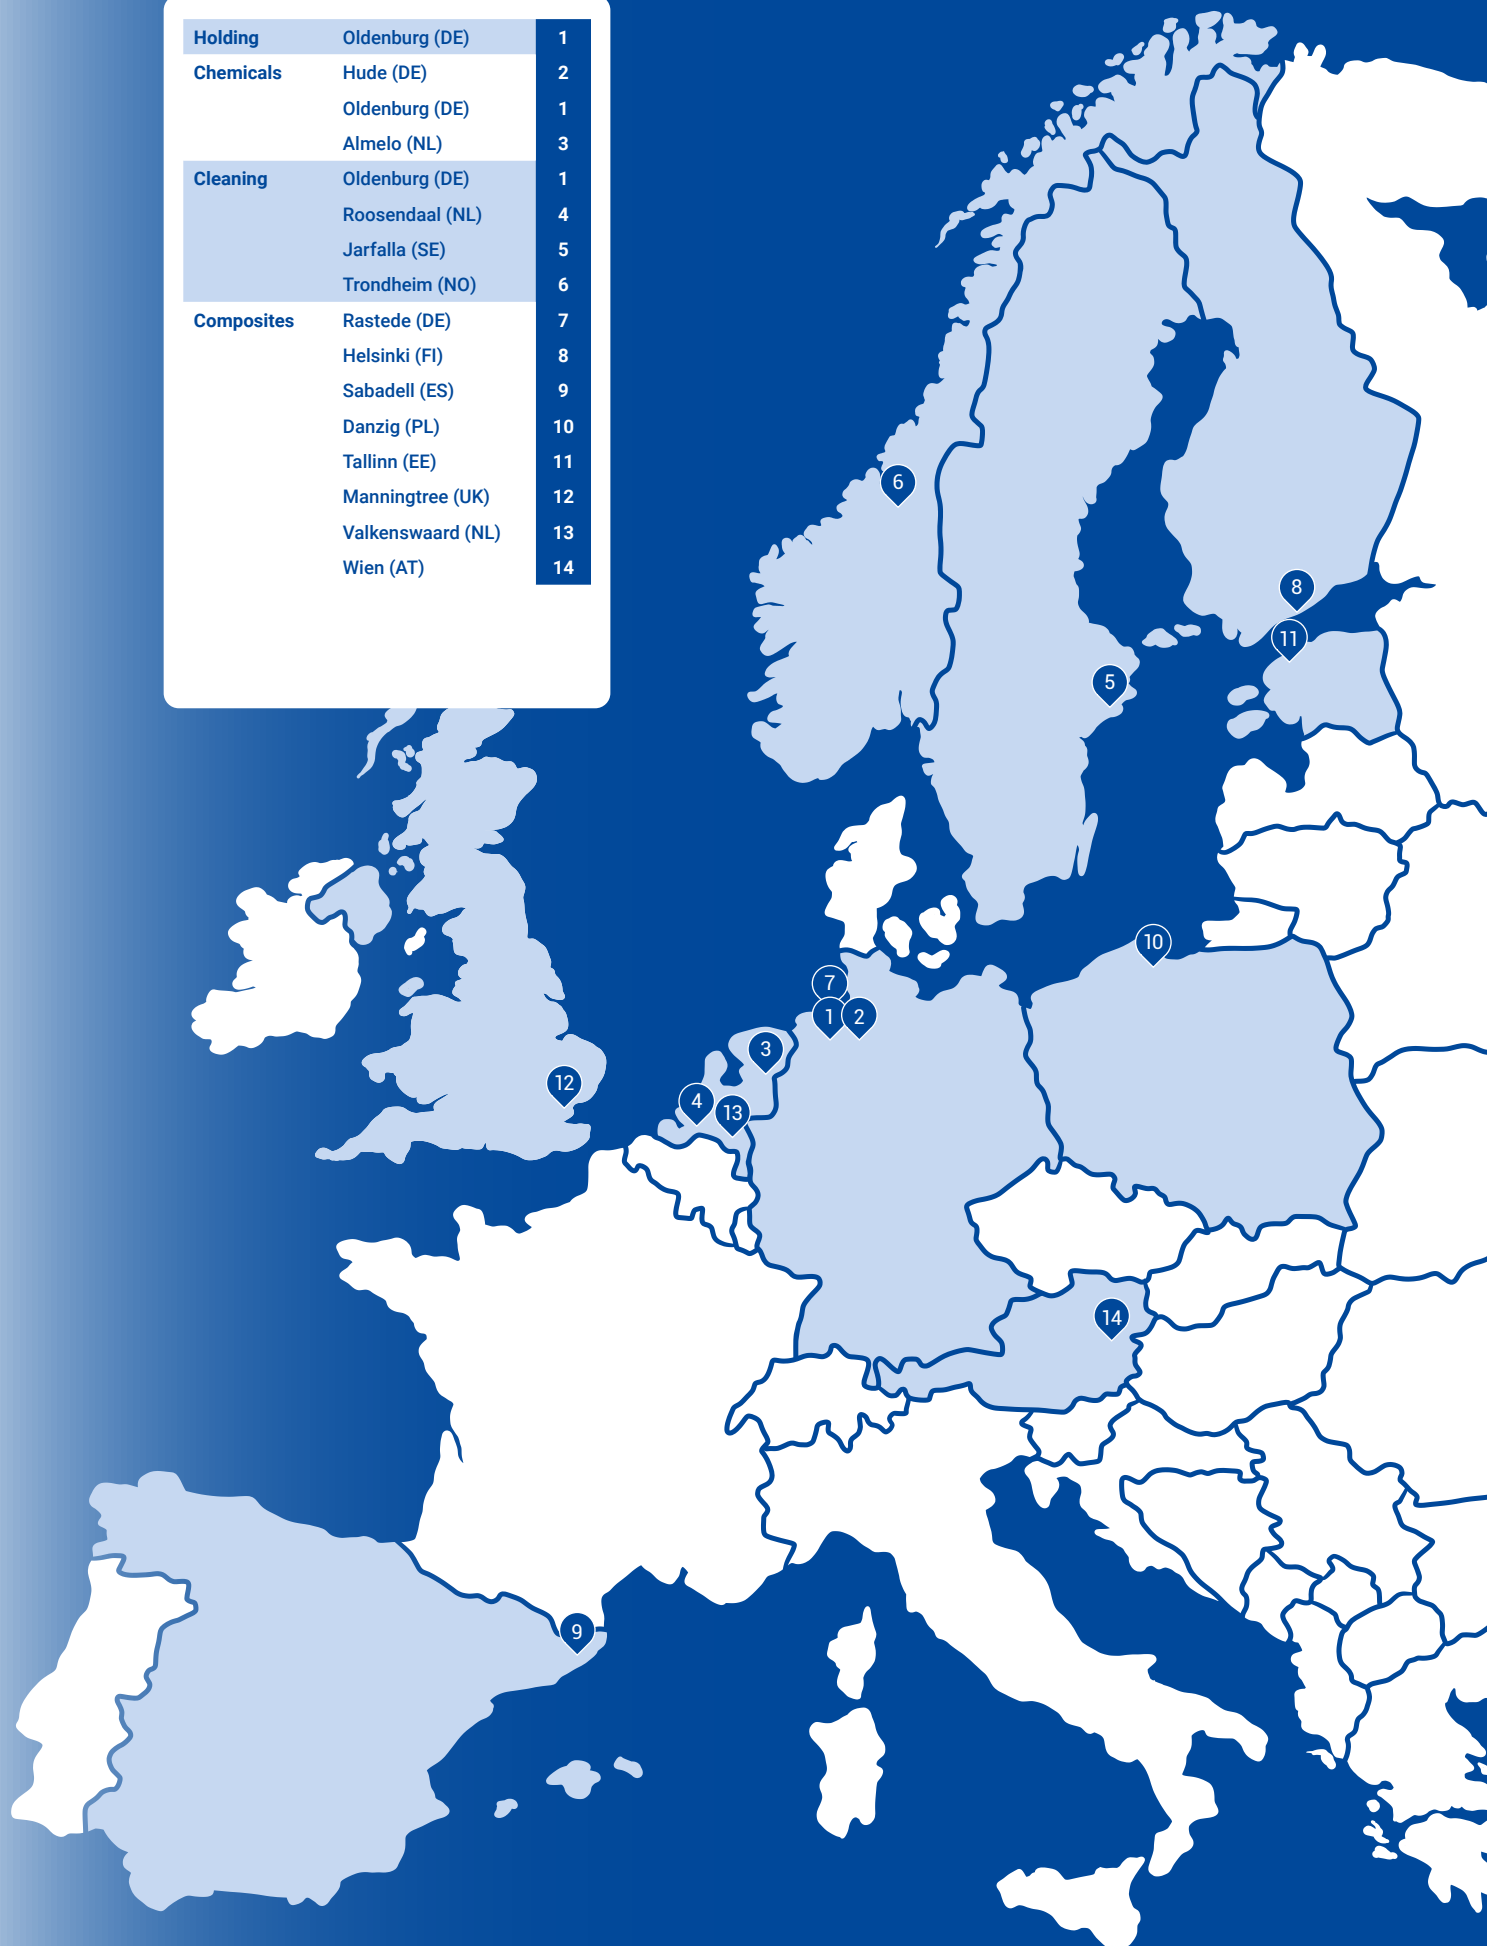 Holding Oldenburg (DE) 1
Chemicals Hude (DE) 2
Oldenburg (DE) 1
Almelo (NL) 3
Cleaning Oldenburg (DE) 1
Roosendaal (NL) 4
Jarfalla (SE) 5
Trondheim (NO) 6
Composites Rastede (DE) 7
Helsinki (FI) 8
Sabadell (ES) 9
Danzig (PL) 10
Tallinn (EE) 11
Manningtree (UK) 12
Valkenswaard (NL) 13
Wien (AT) 14
6
8
11
5
10
7
1 2
3
12
4
13
14
9